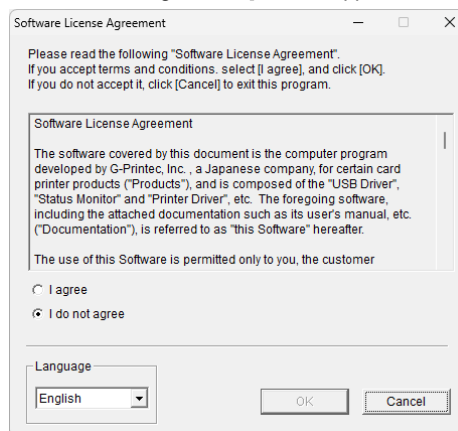 Software License Agreement
Please read the following "Software License Agreement".
If you accept terms and conditions. select [I agree], and click [OK].
If you do not accept it, click [Cancel] to exit this program.
Software License Agreement
The software covered by this document is the computer program
developed by G-Printec, Inc. , a Japanese company, for certain card
printer products ("Products"), and is composed of the "USB Driver",
"Status Monitor" and "Printer Driver", etc. The foregoing software,
including the attached documentation such as its user's manual, etc.
("Documentation"), is referred to as "this Software" hereafter.
The use of this Software is permitted only to you, the customer
I agree
I do not agree
Language
English
OK
Cancel